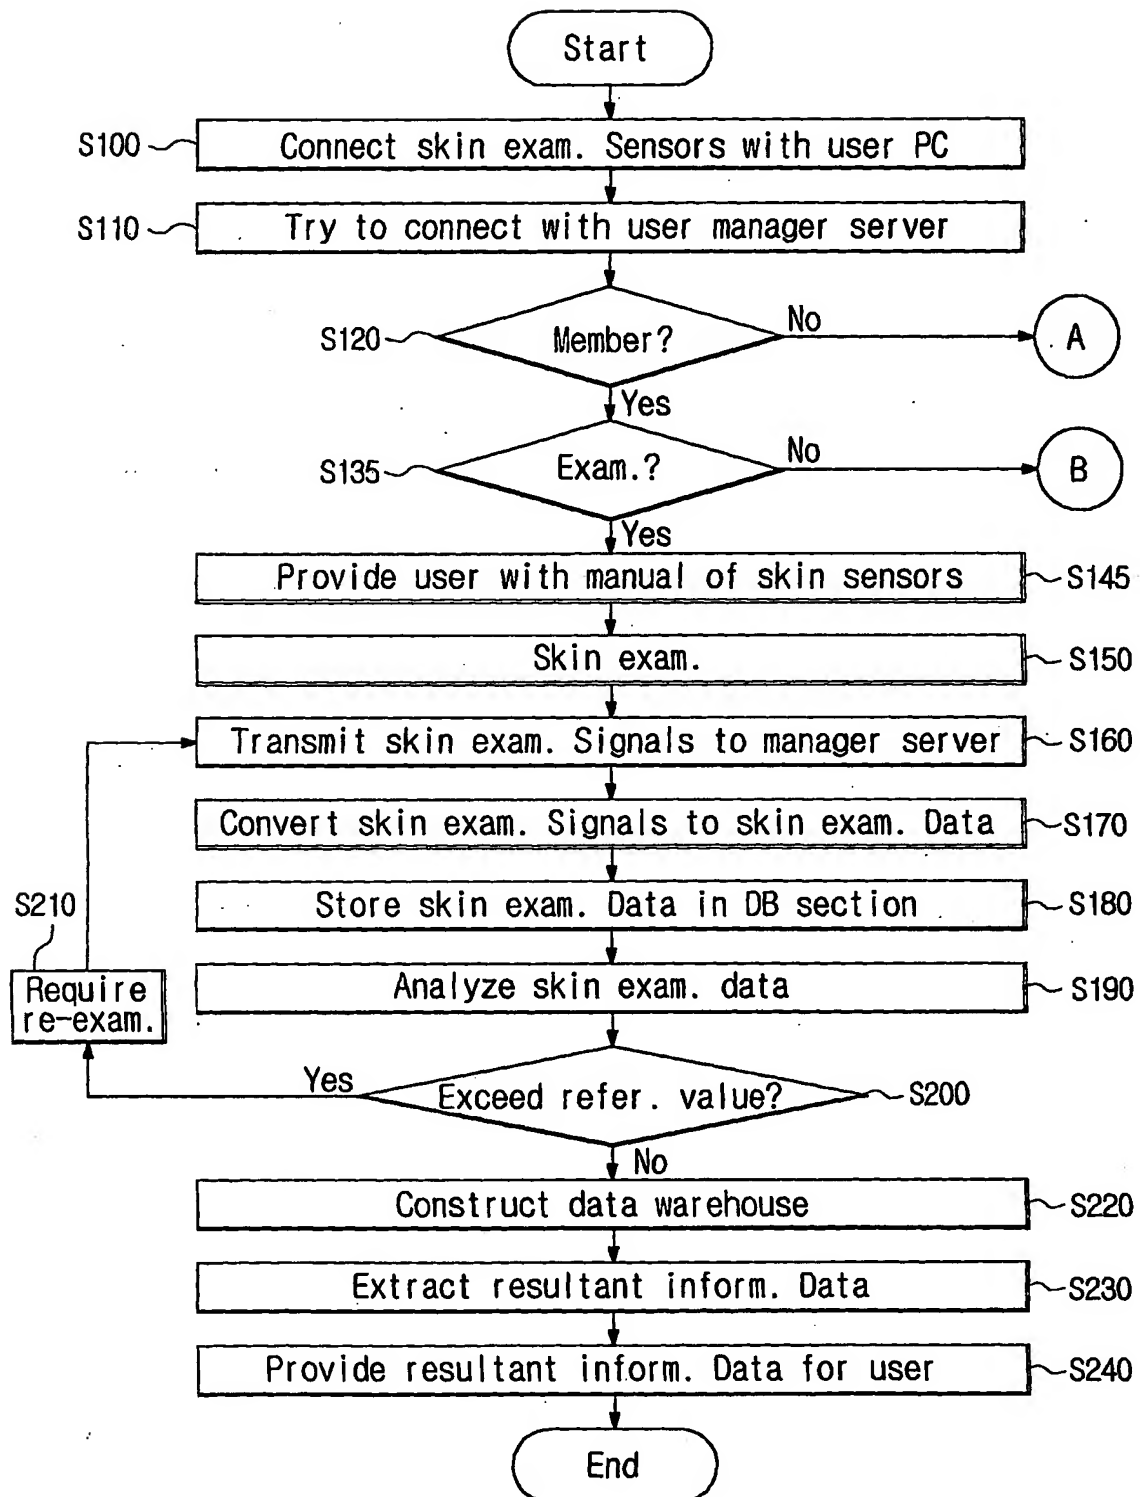 Start
S100
Connect skin exam. Sensors with user PC
S110
Try to connect with user manager server
S120
Member?
No
A
Yes
S135
Exam.?
No
B
Yes
Provide user with manual of skin sensors
S145
Skin exam.
S150
Transmit skin exam. Signals to manager server
S160
Convert skin exam. Signals to skin exam. Data
S170
S210
Store skin exam. Data in DB section
S180
Require
re-exam.
Analyze skin exam. data
S190
Yes
Exceed refer. value?
S200
No
Construct data warehouse
S220
Extract resultant inform. Data
S230
Provide resultant inform. Data for user
S240
End